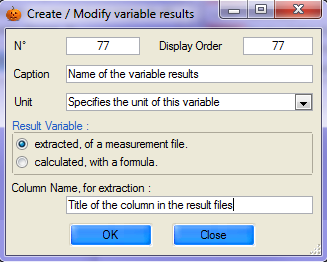 Create / Modify variable results
N° 77 Display Order 77
Caption Name of the variable results
Unit Specifies the unit of this variable
Result Variable :
extracted, of a measurement file.
calculated, with a formula.
Column Name, for extraction :
Title of the column in the result files
OK Close